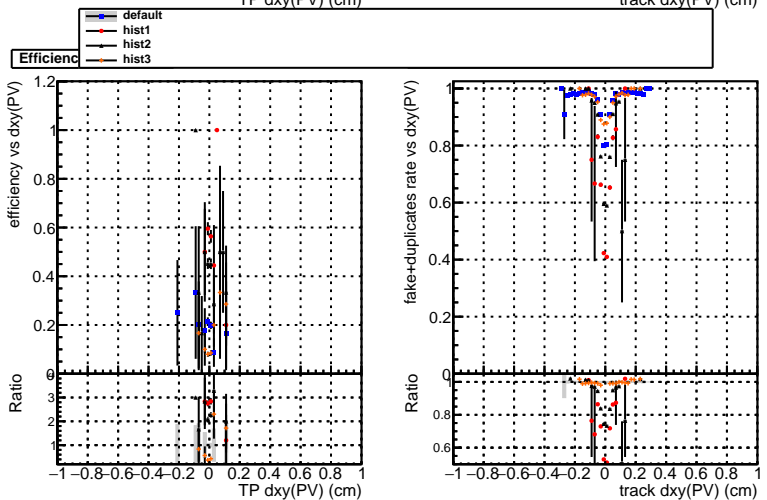 TP dxy(PV) (cm)
track dxy(PV) (cm)
default
hist1
hist2
hist3
Efficienc
efficiency vs dxy(PV)
1.2
1
0.8
0.6
0.4
0.2
0
Ratio
3
2
1
−1 −0.8 −0.6 −0.4 −0.2 0 0.2 0.4 0.6 0.8 1
TP dxy(PV) (cm)
fake+duplicates rate vs dxy(PV)
1
0.8
0.6
0.4
0.2
0
Ratio
1
0.8
0.6
−1 −0.8 −0.6 −0.4 −0.2 0 0.2 0.4 0.6 0.8 1
track dxy(PV) (cm)